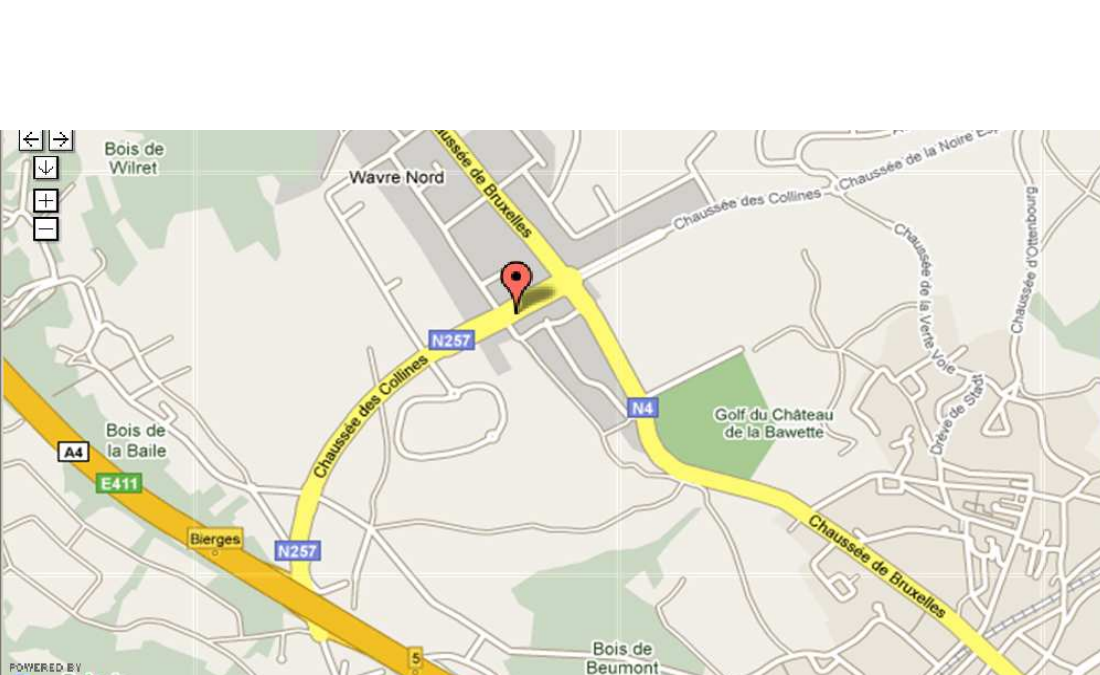 Bois de
Wilret
Wavre Nord
Chaussée de Bruxelles
Chaussée des Collines
Chaussée de la Noire
Chaussée de la Verte Voie
Chaussée d'Ottenbourg
N257
Chaussée des Collines
N4
Golf du Château
de la Bawette
Drève de Stadt
Bois de
la Baile
A4
E411
Bierges
N257
Chaussée de Bruxelles
Bois de
Beumont
5
POWERED BY